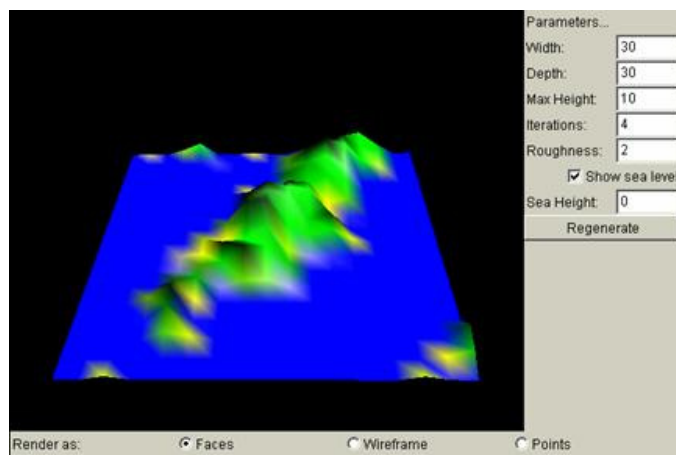 Parameters...
Width: 30
Depth: 30
Max Height: 10
Iterations: 4
Roughness: 2
Show sea level
Sea Height: 0
Regenerate
Render as: Faces Wireframe Points